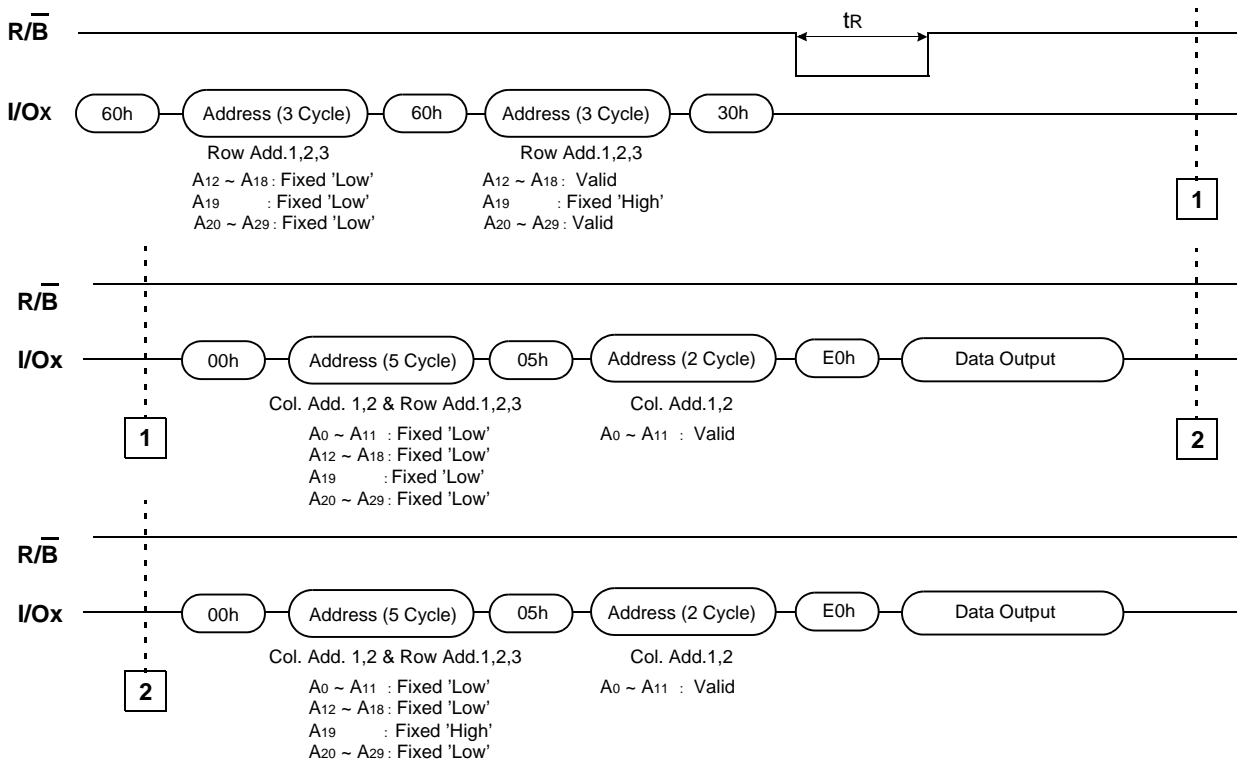 tR
R/B̅
I/Ox 60h Address (3 Cycle) 60h Address (3 Cycle) 30h
Row Add.1,2,3 Row Add.1,2,3
A12 ~ A18 : Fixed 'Low' A12 ~ A18 : Valid
A19 : Fixed 'Low' A19 : Fixed 'High'
A20 ~ A29 : Fixed 'Low' A20 ~ A29 : Valid
1
R/B̅
I/Ox 00h Address (5 Cycle) 05h Address (2 Cycle) E0h Data Output
Col. Add. 1,2 & Row Add.1,2,3 Col. Add.1,2
1 A0 ~ A11 : Fixed 'Low' A0 ~ A11 : Valid 2
A12 ~ A18 : Fixed 'Low'
A19 : Fixed 'Low'
A20 ~ A29 : Fixed 'Low'
R/B̅
I/Ox 00h Address (5 Cycle) 05h Address (2 Cycle) E0h Data Output
Col. Add. 1,2 & Row Add.1,2,3 Col. Add.1,2
2 A0 ~ A11 : Fixed 'Low' A0 ~ A11 : Valid
A12 ~ A18 : Fixed 'Low'
A19 : Fixed 'High'
A20 ~ A29 : Fixed 'Low'